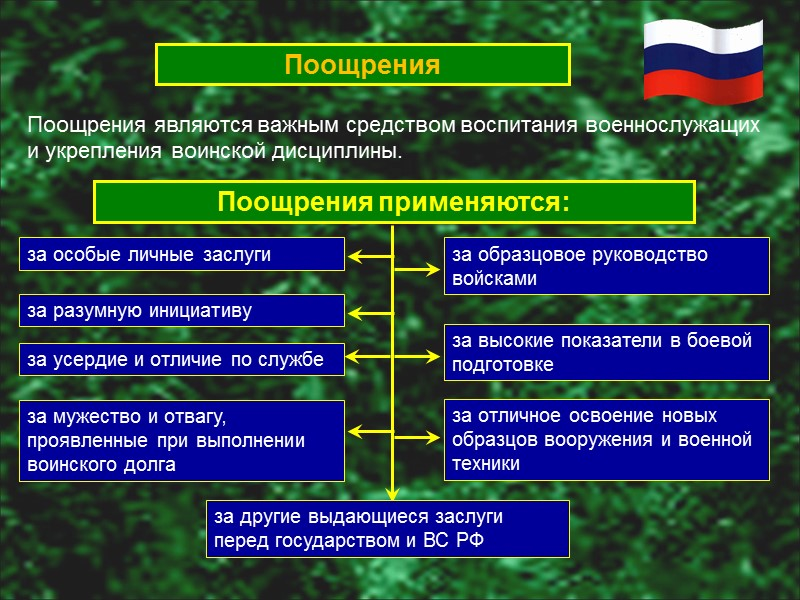 Поощрения
Поощрения являются важным средством воспитания военнослужащих
и укрепления воинской дисциплины.
Поощрения применяются:
за особые личные заслуги
за разумную инициативу
за усердие и отличие по службе
за мужество и отвагу,
проявленные при выполнении
воинского долга
за образцовое руководство
войсками
за высокие показатели в боевой
подготовке
за отличное освоение новых
образцов вооружения и военной
техники
за другие выдающиеся заслуги
перед государством и ВС РФ